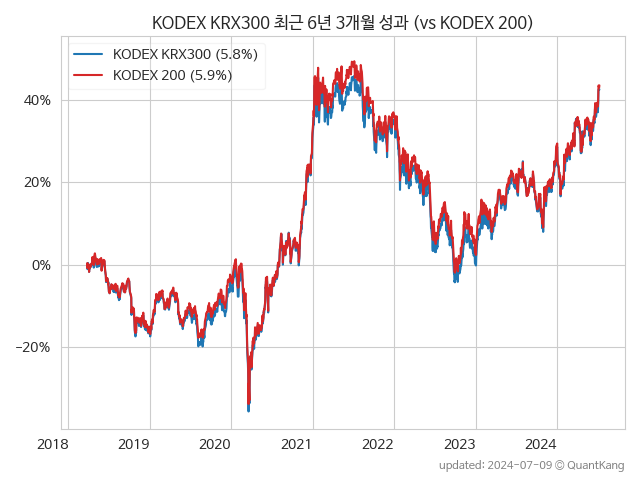 KODEX KRX300 최근 6년 3개월 성과 (vs KODEX 200)
KODEX KRX300 (5.8%)
KODEX 200 (5.9%)
40%
20%
0%
−20%
2018 2019 2020 2021 2022 2023 2024
updated: 2024-07-09 © QuantKang